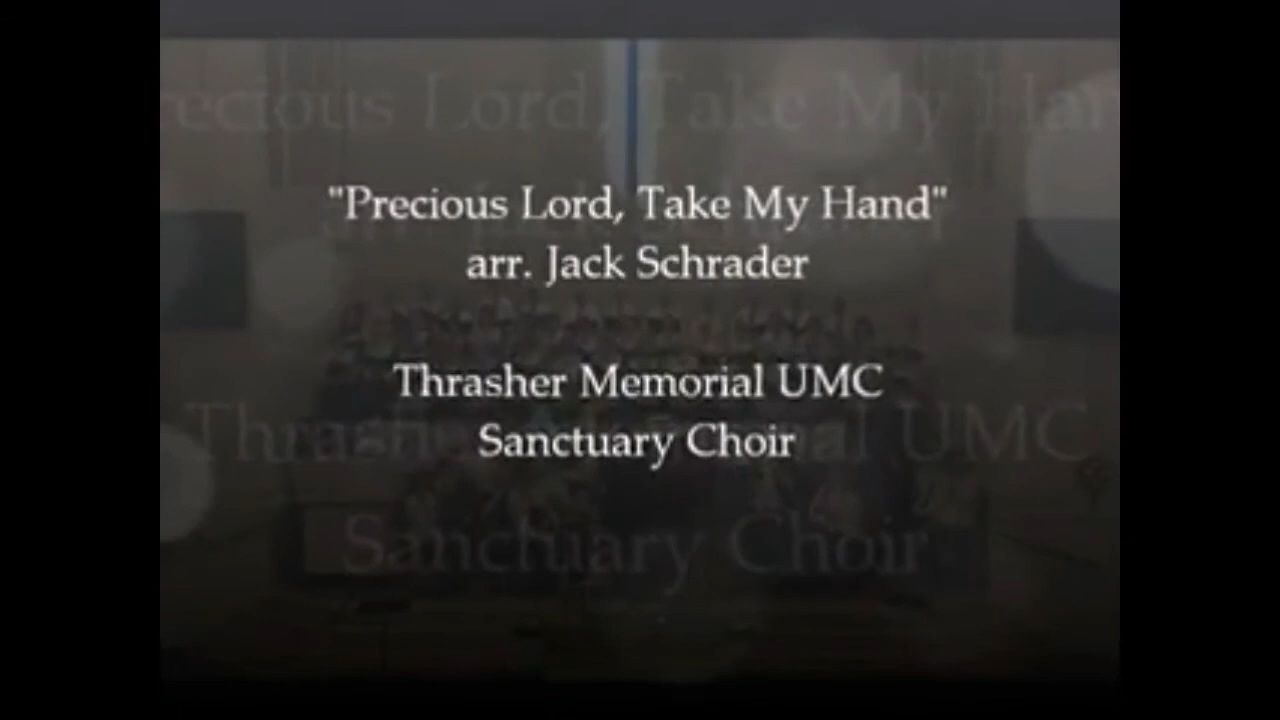 "Precious Lord, Take My Hand"
arr. Jack Schrader
Thrasher Memorial UMC
Sanctuary Choir